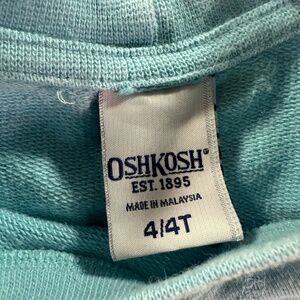 OSHKOSH®
EST. 1895
MADE IN MALAYSIA
4/4T